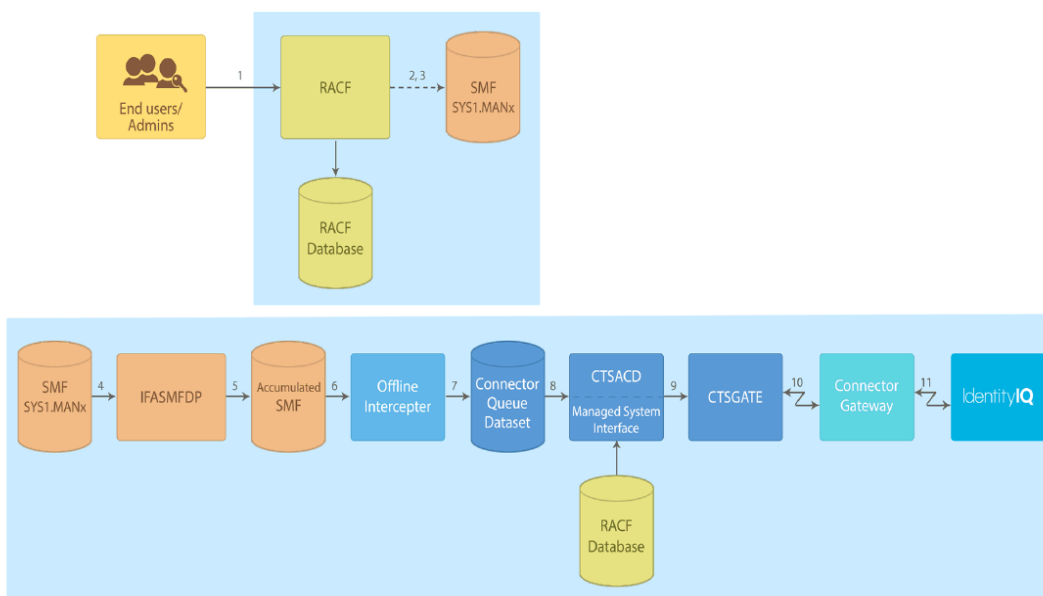 1
2, 3
End users/
Admins
RACF
SMF
SYS1.MANx
RACF
Database
SMF
SYS1.MANx
4
IFASMFDP
5
Accumulated
SMF
6
Offline
Intercepter
7
Connector
Queue
Dataset
8
CTSACD
Managed System
Interface
9
CTSGATE
10
Connector
Gateway
11
IdentityIQ
RACF
Database